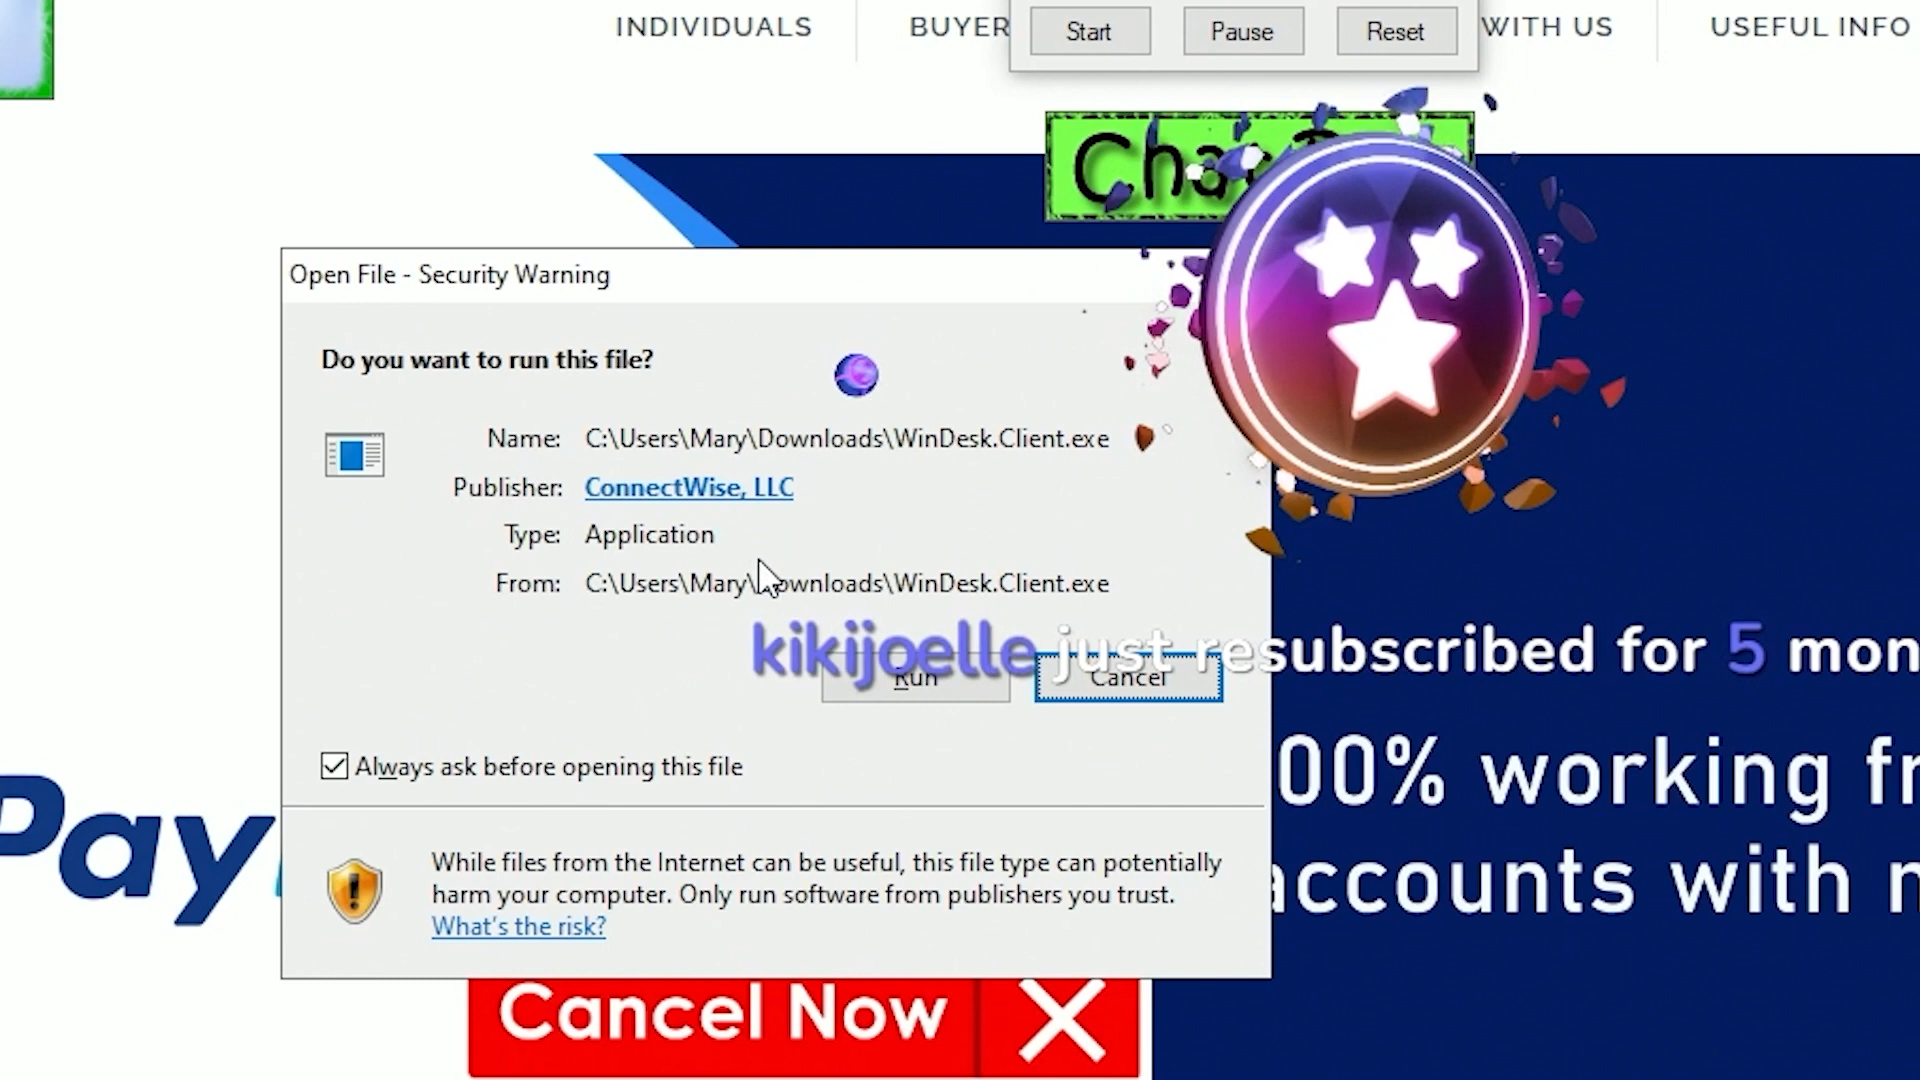 INDIVIDUALS
BUYER
WITH US
USEFUL INFO
Start
Pause
Reset
Open File - Security Warning
Do you want to run this file?
Name: C:\Users\Mary\Downloads\WinDesk.Client.exe
Publisher: ConnectWise, LLC
Type: Application
From: C:\Users\Mary\Downloads\WinDesk.Client.exe
kikijoelle just resubscribed for 5 mon
Run
Cancel
00% working fr
Always ask before opening this file
Pay
accounts with
While files from the Internet can be useful, this file type can potentially
harm your computer. Only run software from publishers you trust.
What's the risk?
Cancel Now